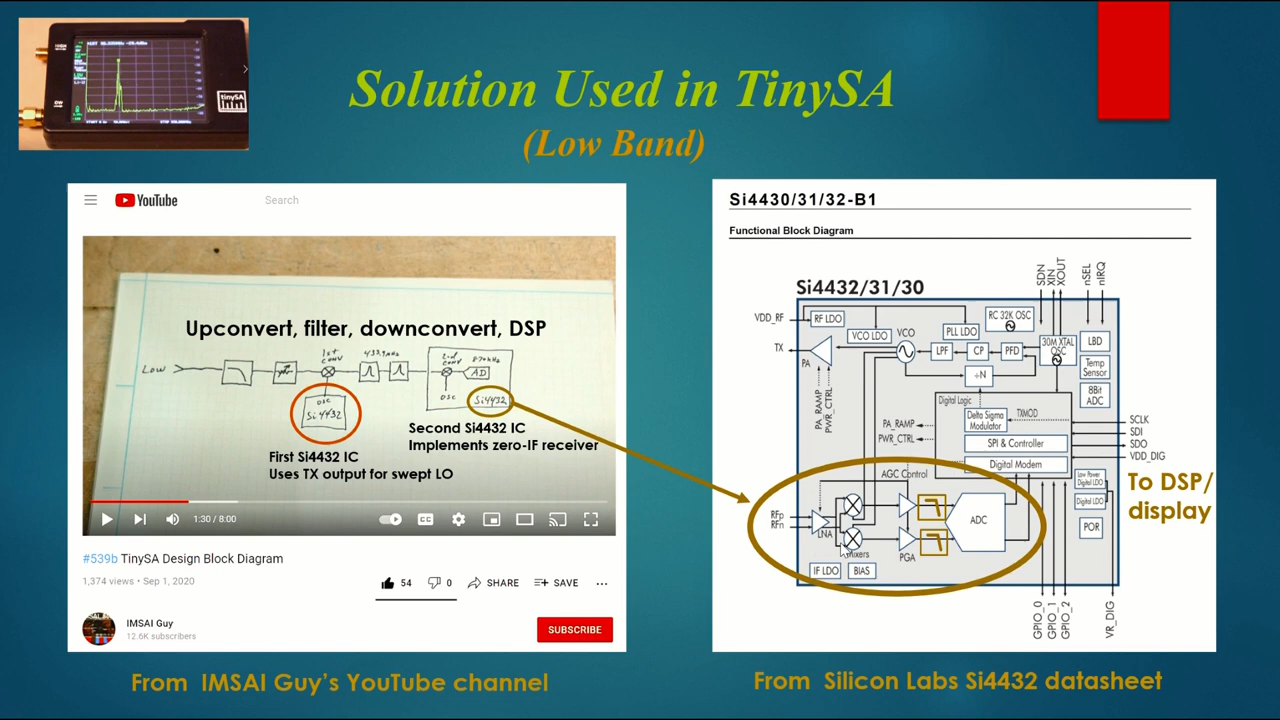 Solution Used in TinySA
(Low Band)
tinySA
YouTube
Search
Upconvert, filter, downconvert, DSP
Low
1st
conv
433.9MHz
2nd
conv
870kHz
AD
OSC
Si4432
OSC
Si4432
First Si4432 IC
Uses TX output for swept LO
Second Si4432 IC
Implements zero-IF receiver
1:30 / 8:00
CC
#539b TinySA Design Block Diagram
1,374 views • Sep 1, 2020
54
0
SHARE
SAVE
IMSAI Guy
12.6K subscribers
SUBSCRIBE
From IMSAI Guy's YouTube channel
Si4430/31/32-B1
Functional Block Diagram
Si4432/31/30
SDN
XIN
XOUT
nSEL
nIRQ
VDD_RF
RF LDO
VCO LDO
VCO
PLL LDO
RC 32K OSC
TX
PA
LPF
CP
PFD
30M XTAL
OSC
LBD
Temp
Sensor
÷N
8Bit
ADC
PA_RAMP
PWR_CTRL
Digital Logic
Delta Sigma
Modulator
TXMOD
PA_RAMP
PWR_CTRL
SPI & Controller
Digital Modem
SCLK
SDI
SDO
VDD_DIG
AGC Control
Low Power
Digital LDO
Digital LDO
POR
RFp
RFn
LNA
Mixers
PGA
ADC
IF LDO
BIAS
GPIO_0
GPIO_1
GPIO_2
VR_DIG
To DSP/
display
From Silicon Labs Si4432 datasheet